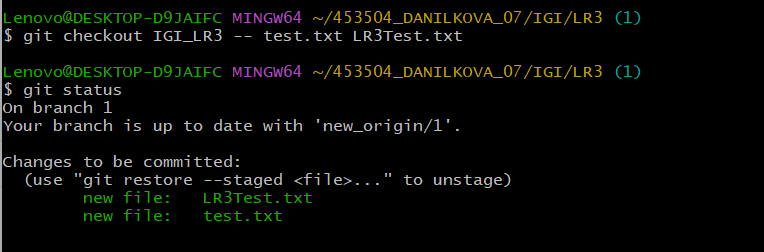 Lenovo@DESKTOP-D9JAIFC MINGW64 ~/453504_DANILKOVA_07/IGI/LR3 (1)
$ git checkout IGI_LR3 -- test.txt LR3Test.txt
Lenovo@DESKTOP-D9JAIFC MINGW64 ~/453504_DANILKOVA_07/IGI/LR3 (1)
$ git status
On branch 1
Your branch is up to date with 'new_origin/1'.
Changes to be committed:
  (use "git restore --staged <file>..." to unstage)
        new file:   LR3Test.txt
        new file:   test.txt